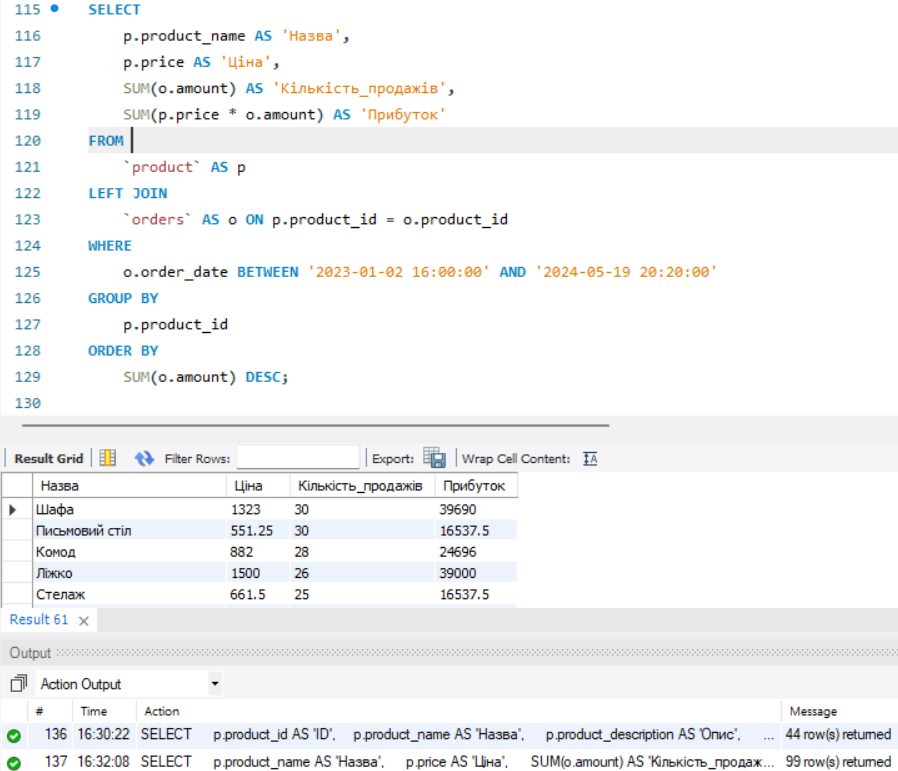 115 SELECT
116 p.product_name AS 'Назва',
117 p.price AS 'Ціна',
118 SUM(o.amount) AS 'Кількість_продажів',
119 SUM(p.price * o.amount) AS 'Прибуток'
120 FROM
121 `product` AS p
122 LEFT JOIN
123 `orders` AS o ON p.product_id = o.product_id
124 WHERE
125 o.order_date BETWEEN '2023-01-02 16:00:00' AND '2024-05-19 20:20:00'
126 GROUP BY
127 p.product_id
128 ORDER BY
129 SUM(o.amount) DESC;
130
Result Grid Filter Rows: Export: Wrap Cell Content: IA
Назва Ціна Кількість_продажів Прибуток
Шафа 1323 30 39690
Письмовий стіл 551.25 30 16537.5
Комод 882 28 24696
Ліжко 1500 26 39000
Стелаж 661.5 25 16537.5
Result 61 ×
Output
Action Output
# Time Action Message
136 16:30:22 SELECT p.product_id AS 'ID', p.product_name AS 'Назва', p.product_description AS 'Опис', ... 44 row(s) returned
137 16:32:08 SELECT p.product_name AS 'Назва', p.price AS 'Ціна', SUM(o.amount) AS 'Кількість_продаж... 99 row(s) returned